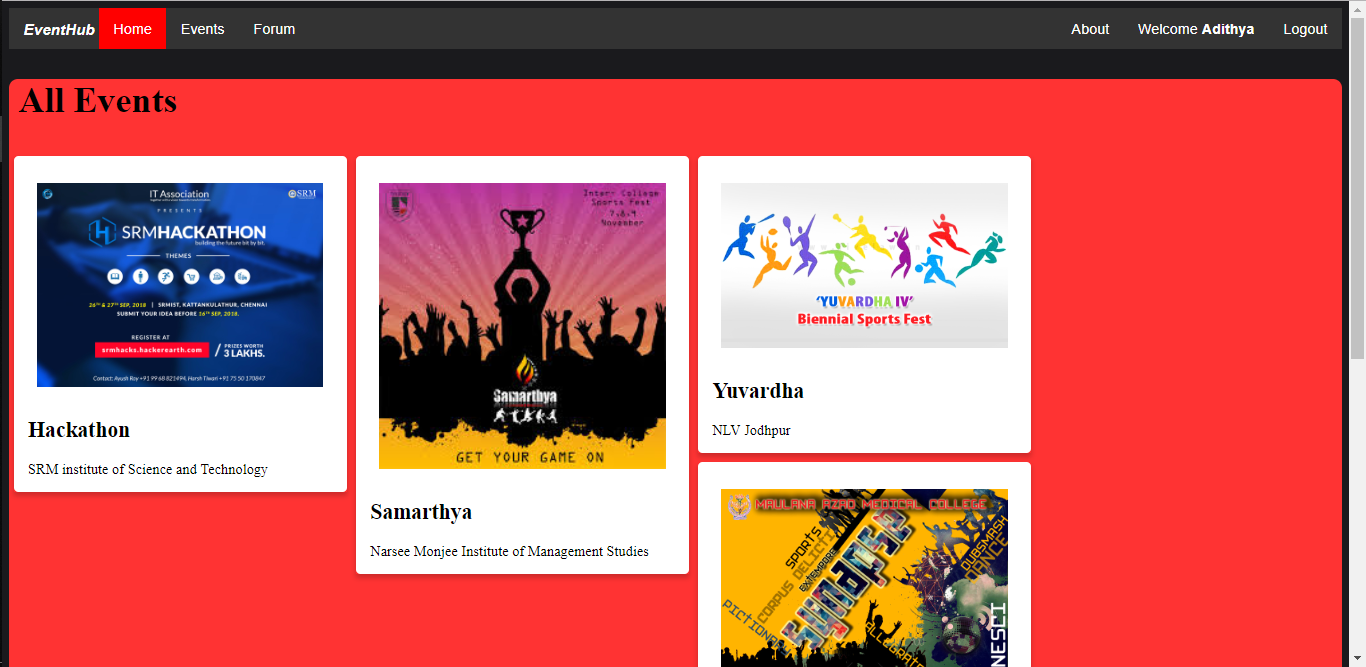 EventHub Home Events Forum About Welcome Adithya Logout
All Events
IT Association
PRESENTS
SRM
SRMHACKATHON
building the future bit by bit.
THEMES
26TH & 27TH SEP, 2018 | SRMIST, KATTANKULATHUR, CHENNAI
SUBMIT YOUR IDEA BEFORE 16TH SEP, 2018.
REGISTER AT
srmhacks.hackerearth.com
PRIZES WORTH
3 LAKHS.
Contact: Ayush Roy +91 99 68 821494, Harsh Tiwari +91 75 50 170847
Hackathon
SRM institute of Science and Technology
Inter- College
Sports Fest
7,8,9
November
Samarthya
GET YOUR GAME ON
Samarthya
Narsee Monjee Institute of Management Studies
'YUVARDHA IV'
Biennial Sports Fest
Yuvardha
NLV Jodhpur
MAULANA AZAD MEDICAL COLLEGE
SPORTS
CORPUS DELICTI
EXTEMPORE
SYNAPSE
DUBSMASH
DANCE